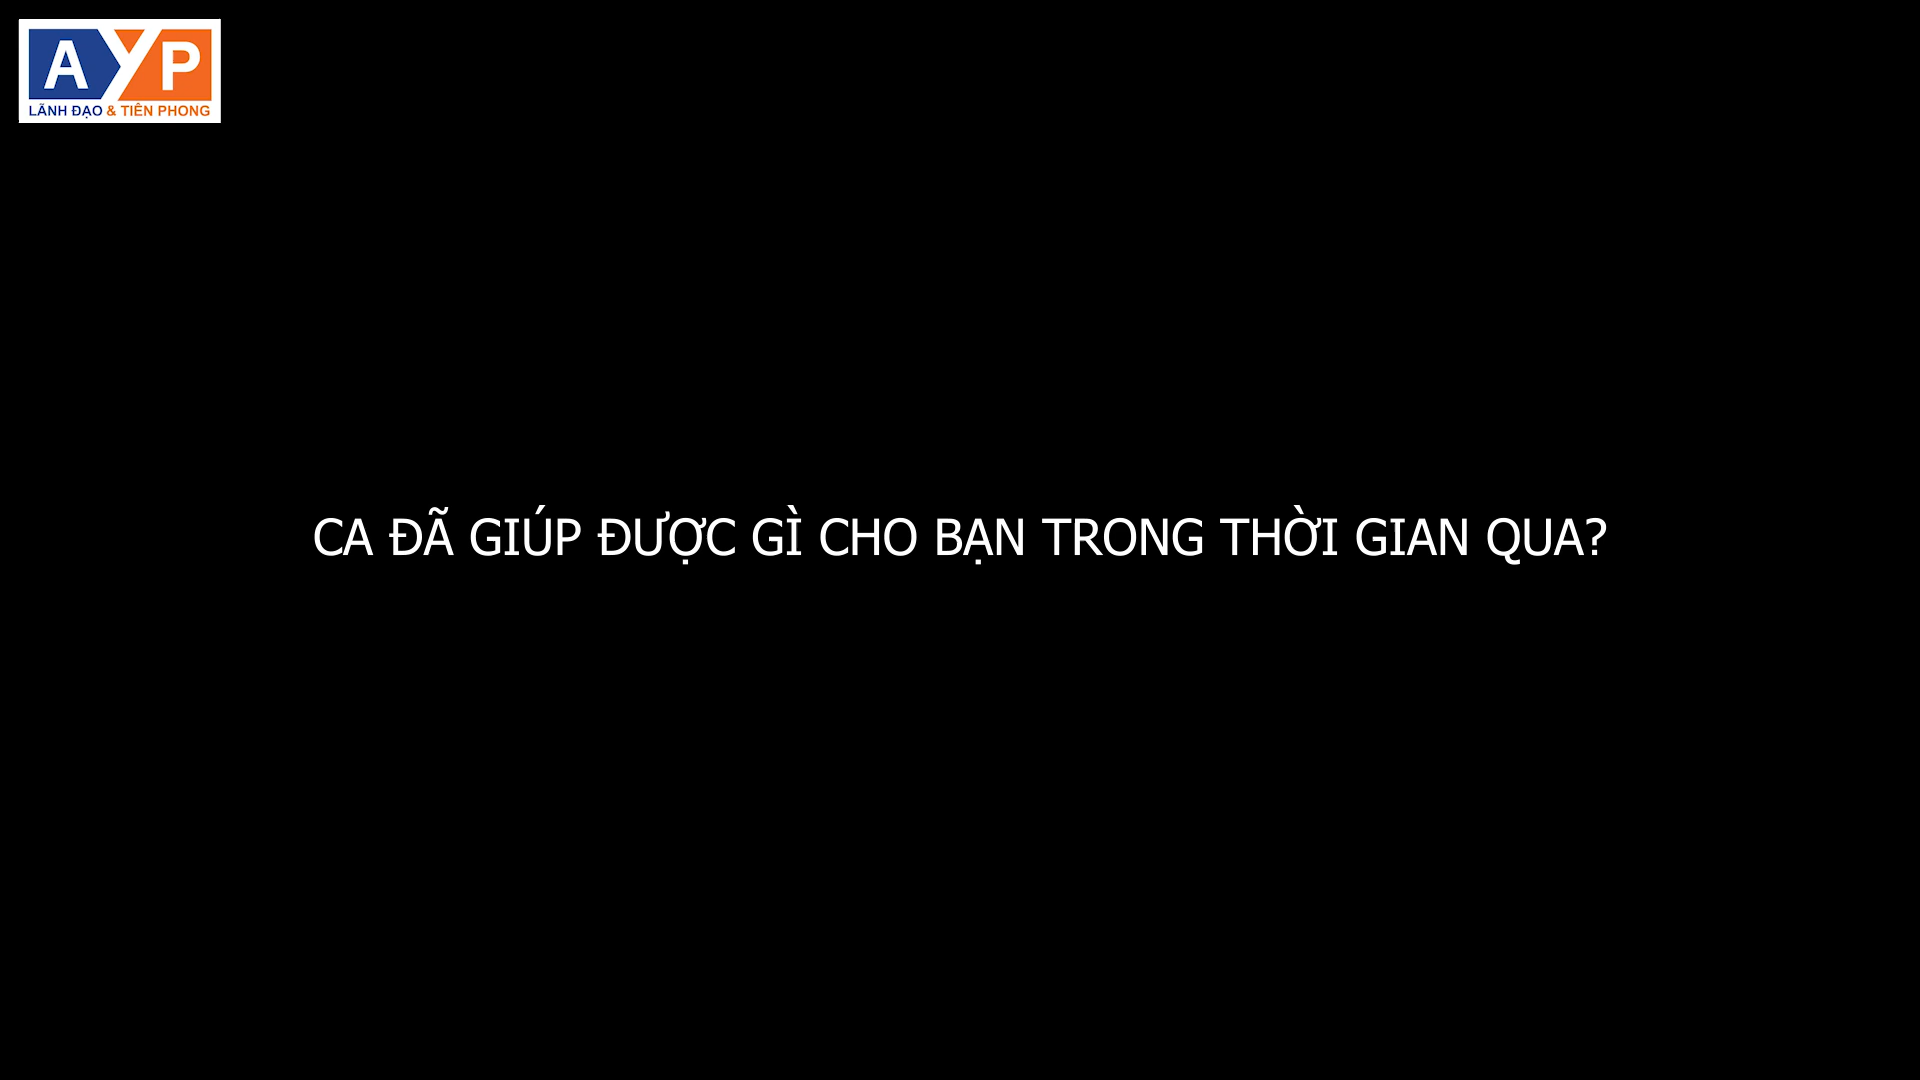 AYP
LÃNH ĐẠO & TIÊN PHONG
CA ĐÃ GIÚP ĐƯỢC GÌ CHO BẠN TRONG THỜI GIAN QUA?